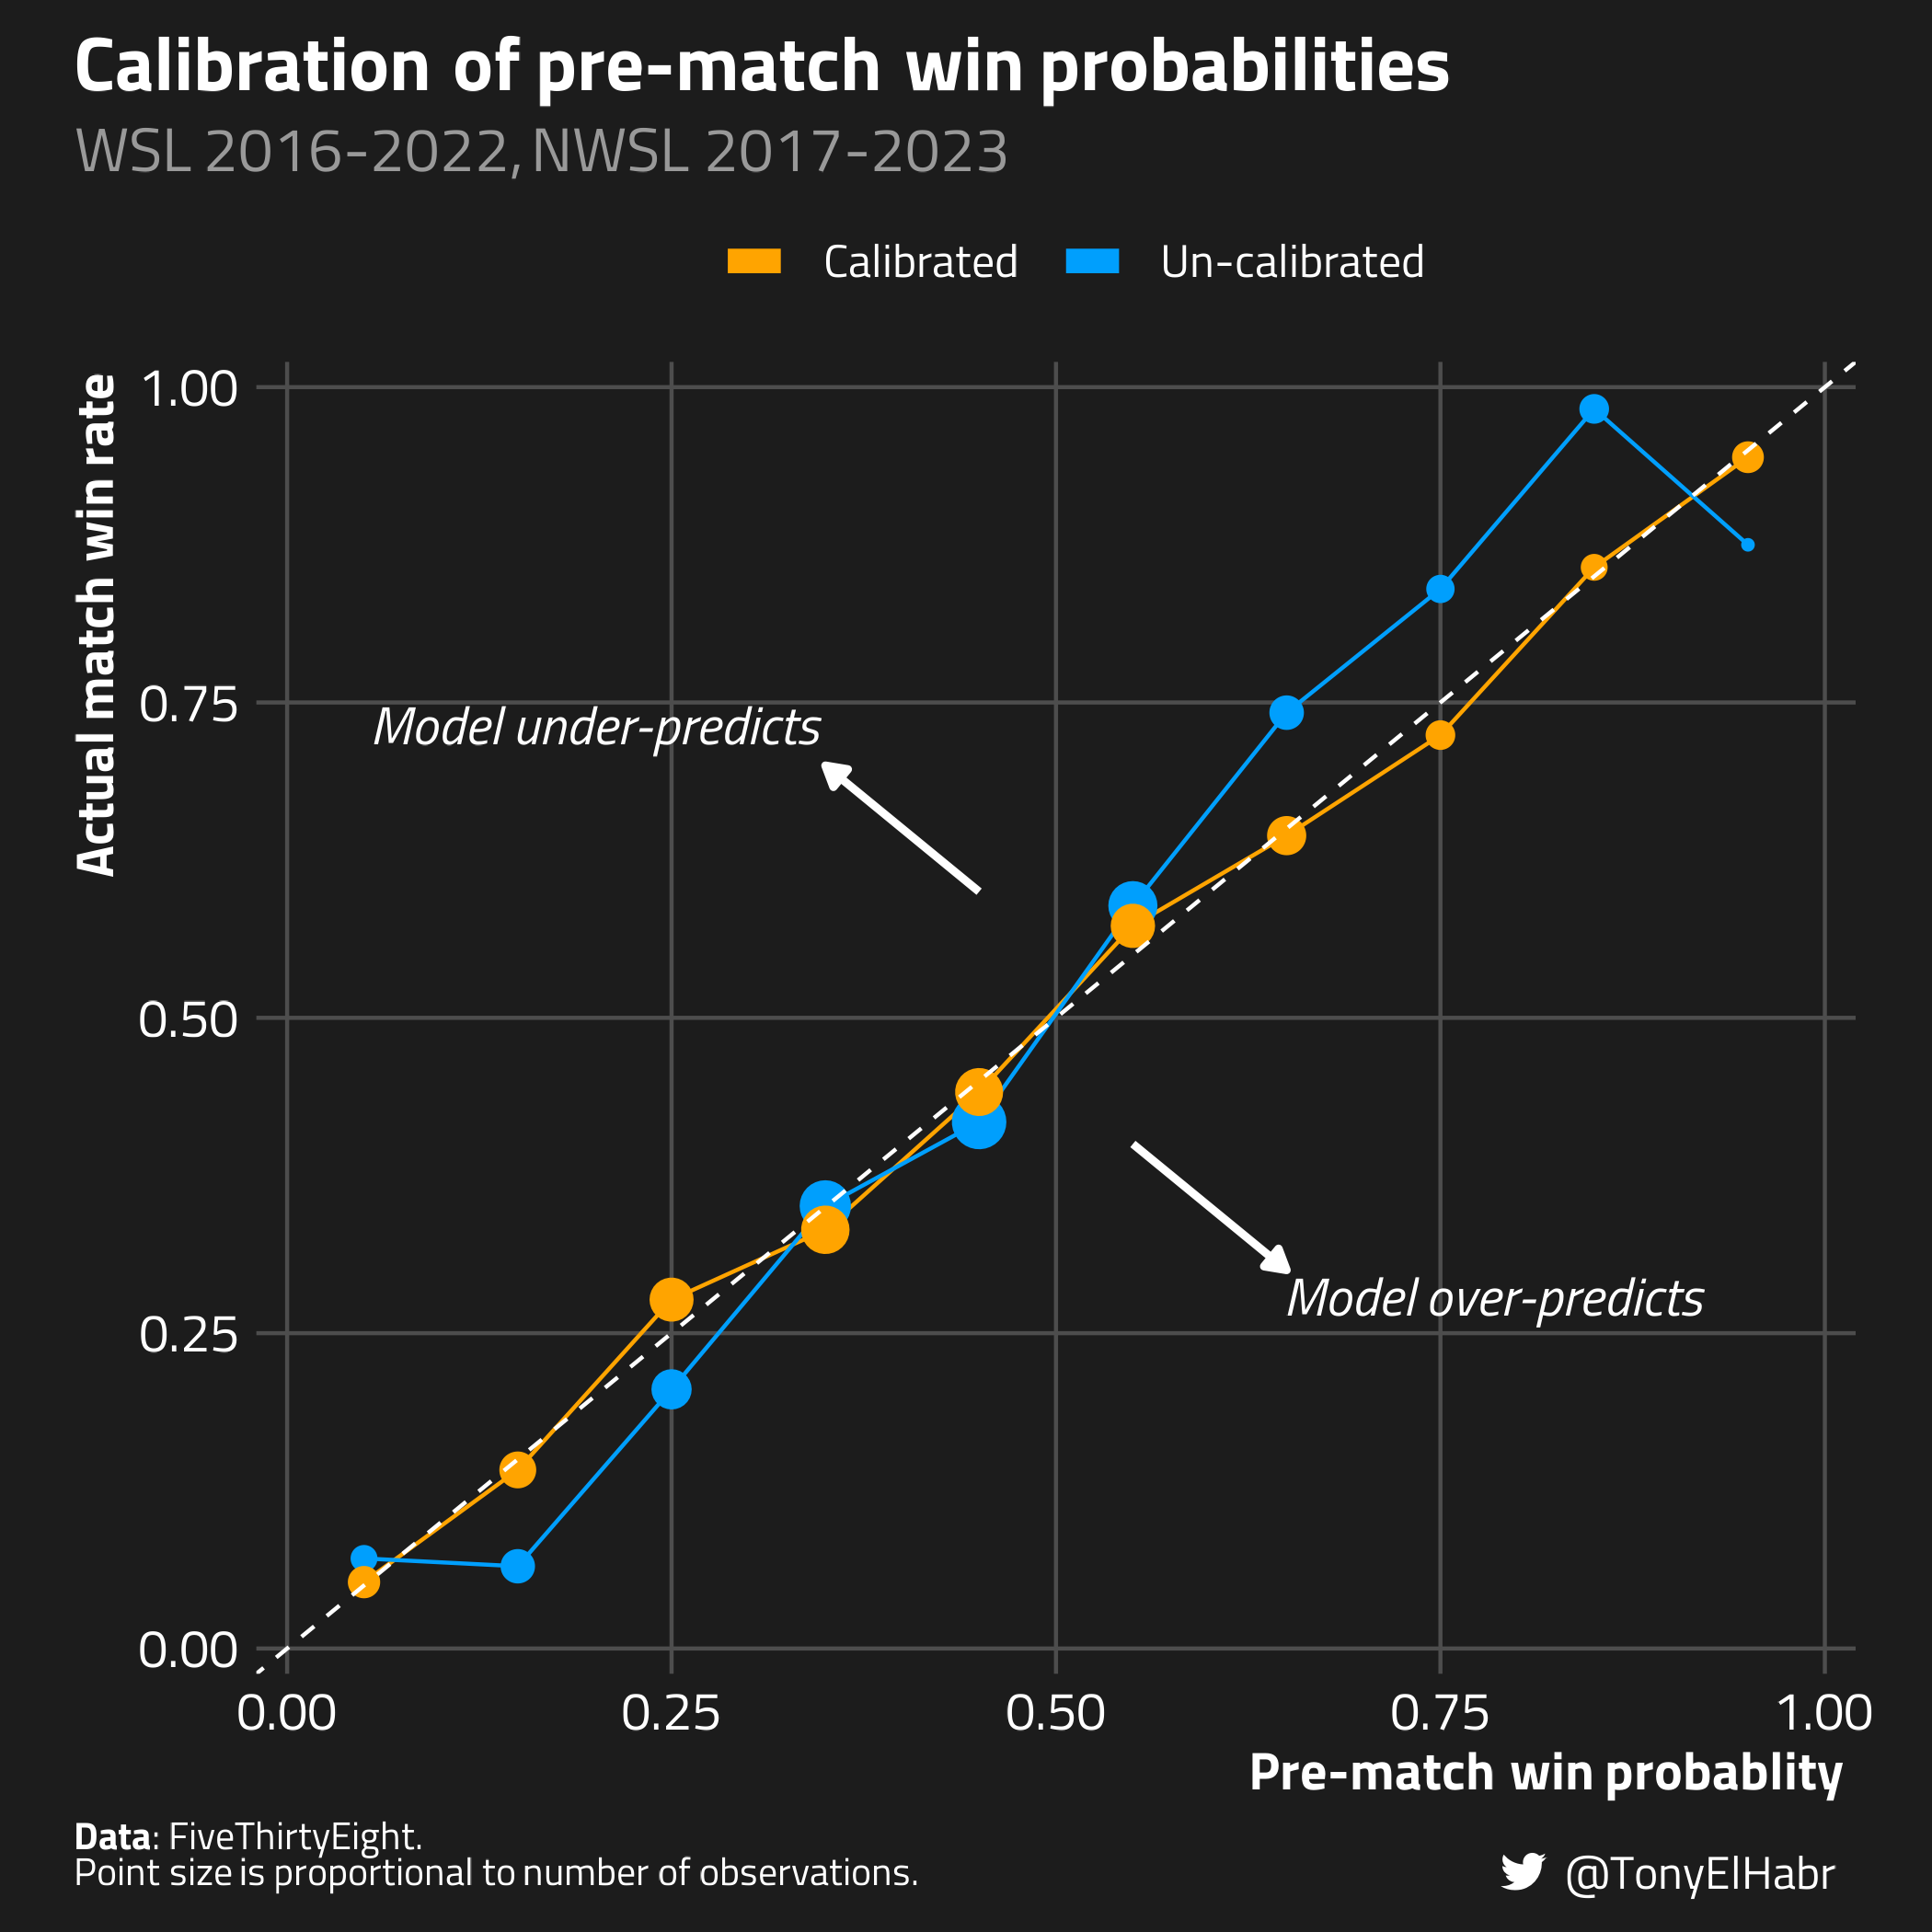 Calibration of pre-match win probabilities
WSL 2016-2022, NWSL 2017-2023
Calibrated
Un-calibrated
Actual match win rate
1.00
0.75
0.50
0.25
0.00
Model under-predicts
Model over-predicts
0.00
0.25
0.50
0.75
1.00
Pre-match win probablity
Data: FiveThirtyEight.
Point size is proportional to number of observations.
@TonyElHabr